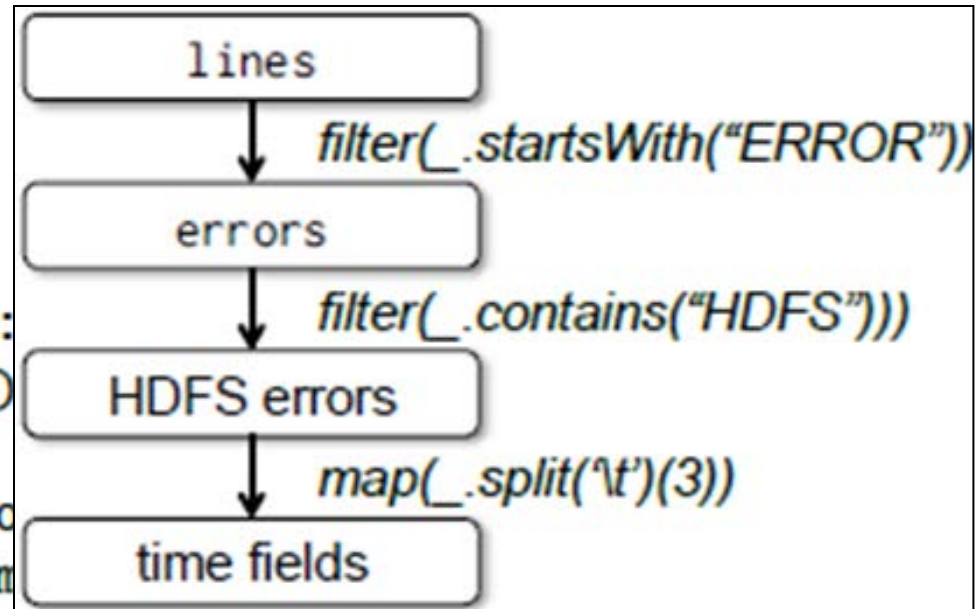 lines
filter(_.startsWith("ERROR"))
errors
filter(_.contains("HDFS")))
HDFS errors
map(_.split('\t')(3))
time fields